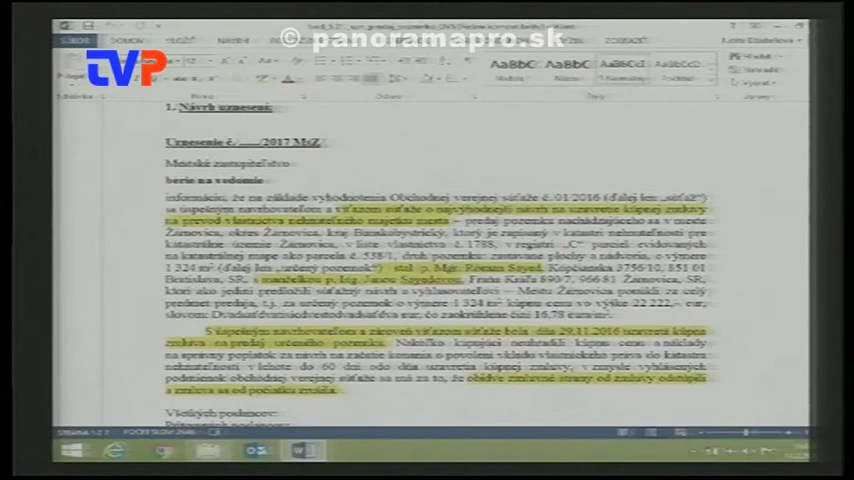 © panoramapro.sk
TVP
AaBbC AaBbC AaBbCc AaBbCc
1. Návrh uznesení:
Uznesenie č. ....../2017 MsZ
Mestské zastupiteľstvo
berie na vedomie
informáciu, že na základe vyhodnotenia Obchodnej verejnej súťaže č. 01/2016 (ďalej len „súťaž“)
sa úspešným navrhovateľom a víťazom súťaže o najvýhodnejší návrh na uzavretie kúpnej zmluvy
na prevod vlastníctva nehnuteľného majetku mesta – predaj pozemku nachádzajúceho sa v meste
Žarnovica, okres Žarnovica, kraj Banskobystrický, ktorý je zapísaný v katastri nehnuteľností pre
katastrálne územie Žarnovica, v liste vlastníctva č. 1788, v registri „C“ parciel evidovaných
na katastrálnej mape ako parcela č. 538/1, druh pozemku: zastavané plochy a nádvoria, o výmere
1 324 m² (ďalej len „určený pozemok“) stal p. Mgr. Roman Sayed, Kopčianska 3756/10, 851 01
Bratislava, SR, s manželkou p. Ing. Janou Sayedovou, Fraňa Kráľa 890/7, 966 81 Žarnovica, SR,
ktorí ako jediní predložili súťažný návrh a vyhlasovateľovi – Mestu Žarnovica ponúkli za celý
predmet predaja, t.j. za určený pozemok o výmere 1 324 m² kúpnu cenu vo výške 22 222,- eur,
slovom: Dvadsaťdvatisícdvestodvadsaťdva eur, čo zaokrúhlene činí 16,78 eur/m².
S úspešným navrhovateľom a zároveň víťazom súťaže bola dňa 29.11.2016 uzavretá kúpna
zmluva na predaj určeného pozemku. Nakoľko kupujúci neuhradili kúpnu cenu a náklady
na správny poplatok za návrh na začatie konania o povolení vkladu vlastníckeho práva do katastra
nehnuteľností v lehote do 60 dní odo dňa uzavretia kúpnej zmluvy, v zmysle vyhlásených
podmienok obchodnej verejnej súťaže sa má za to, že obidve zmluvné strany od zmluvy odstúpili
a zmluva sa od počiatku zrušila.
Všetkých poslancov: